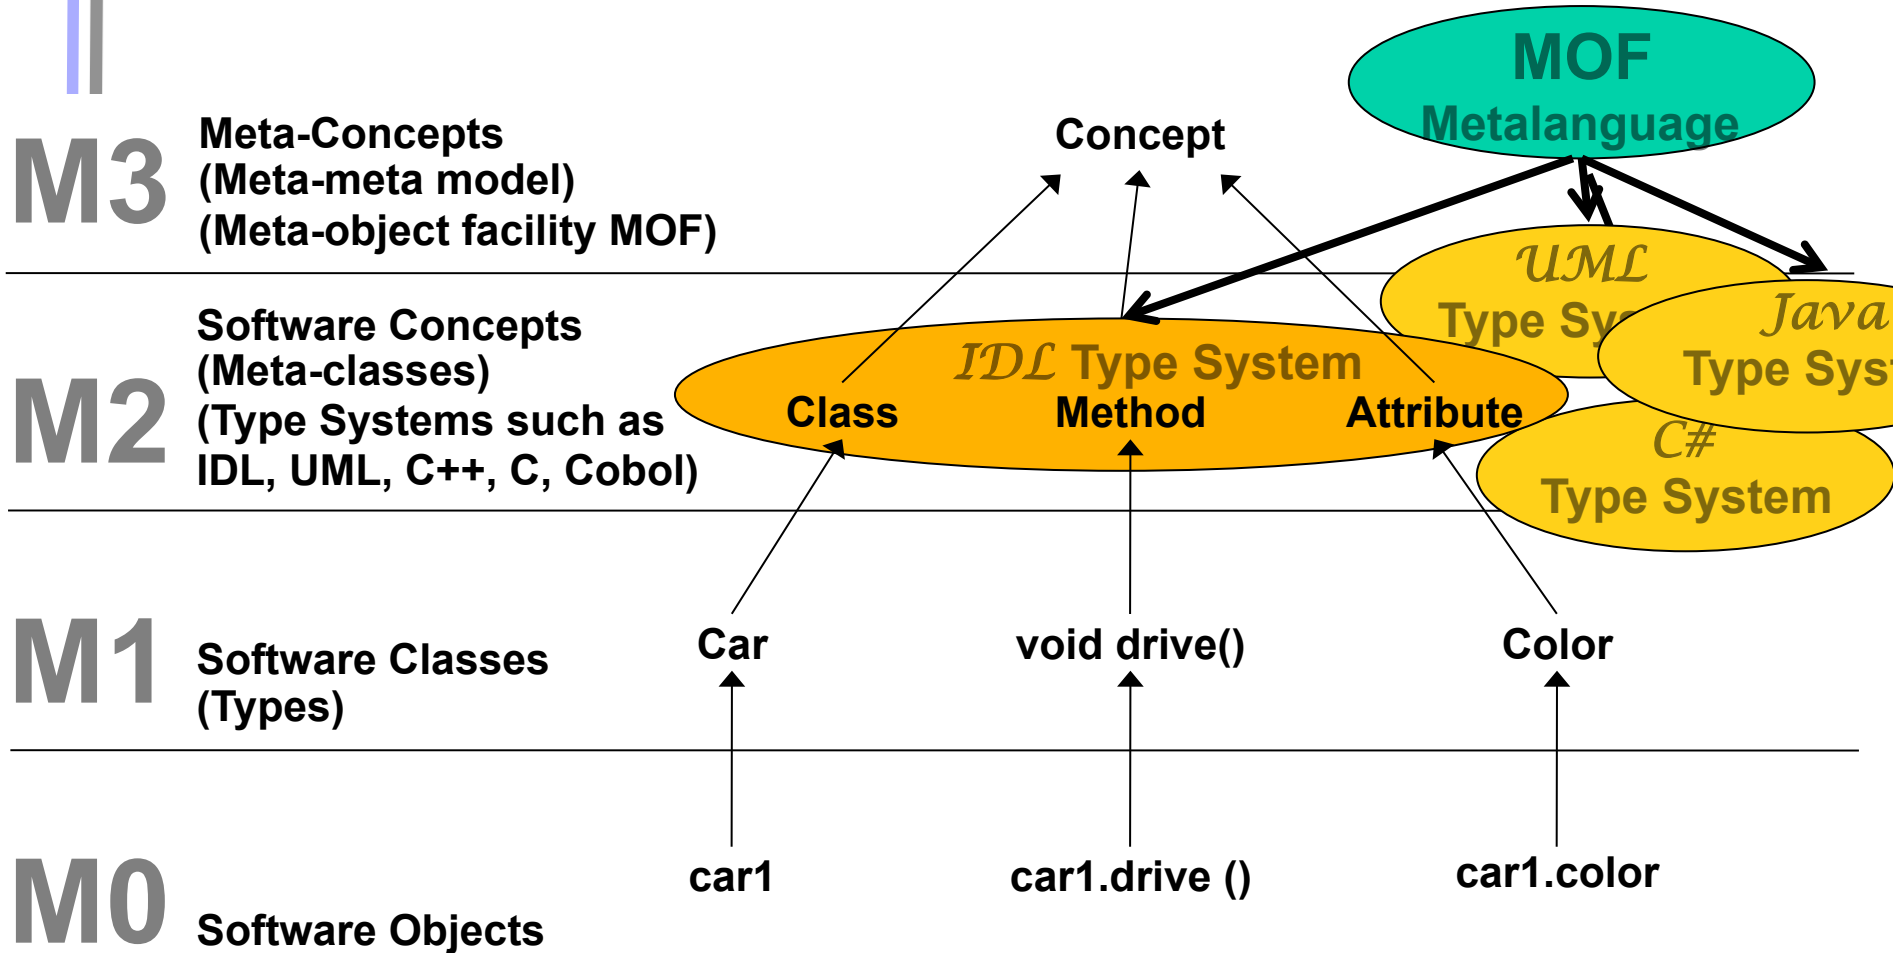 MOF
Metalanguage
M3
Meta-Concepts
(Meta-meta model)
(Meta-object facility MOF)
Concept
UML
Type Sy
Java
Type Syst
M2
Software Concepts
(Meta-classes)
(Type Systems such as
IDL, UML, C++, C, Cobol)
IDL Type System
Class Method Attribute
C#
Type System
M1
Software Classes
(Types)
Car void drive() Color
M0
Software Objects
car1 car1.drive () car1.color